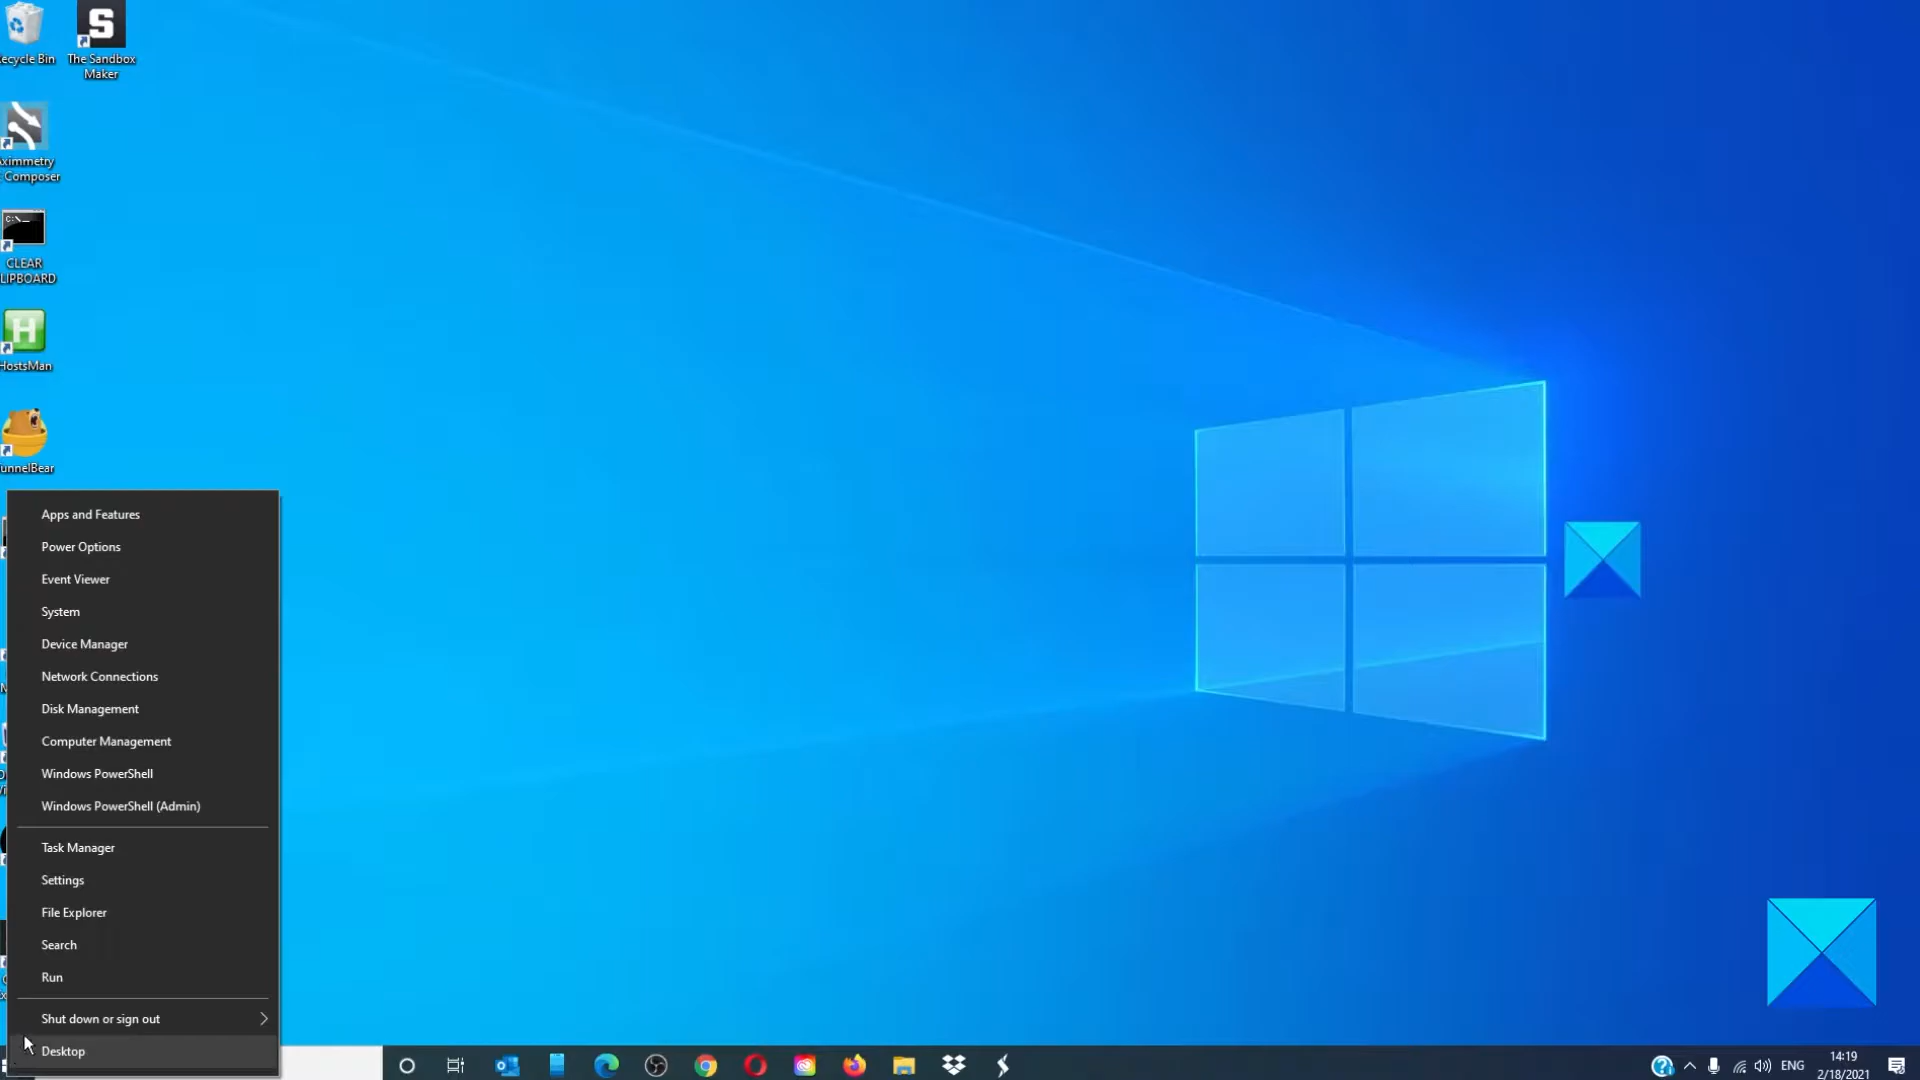 ecycle Bin
The Sandbox
Maker
ximmetry
Composer
C:\
CLEAR
LIPBOARD
H
HostsMan
unnelBear
Apps and Features
Power Options
Event Viewer
System
Device Manager
Network Connections
Disk Management
Computer Management
Windows PowerShell
Windows PowerShell (Admin)
Task Manager
Settings
File Explorer
Search
Run
Shut down or sign out
Desktop
ENG
14:19
2/18/2021